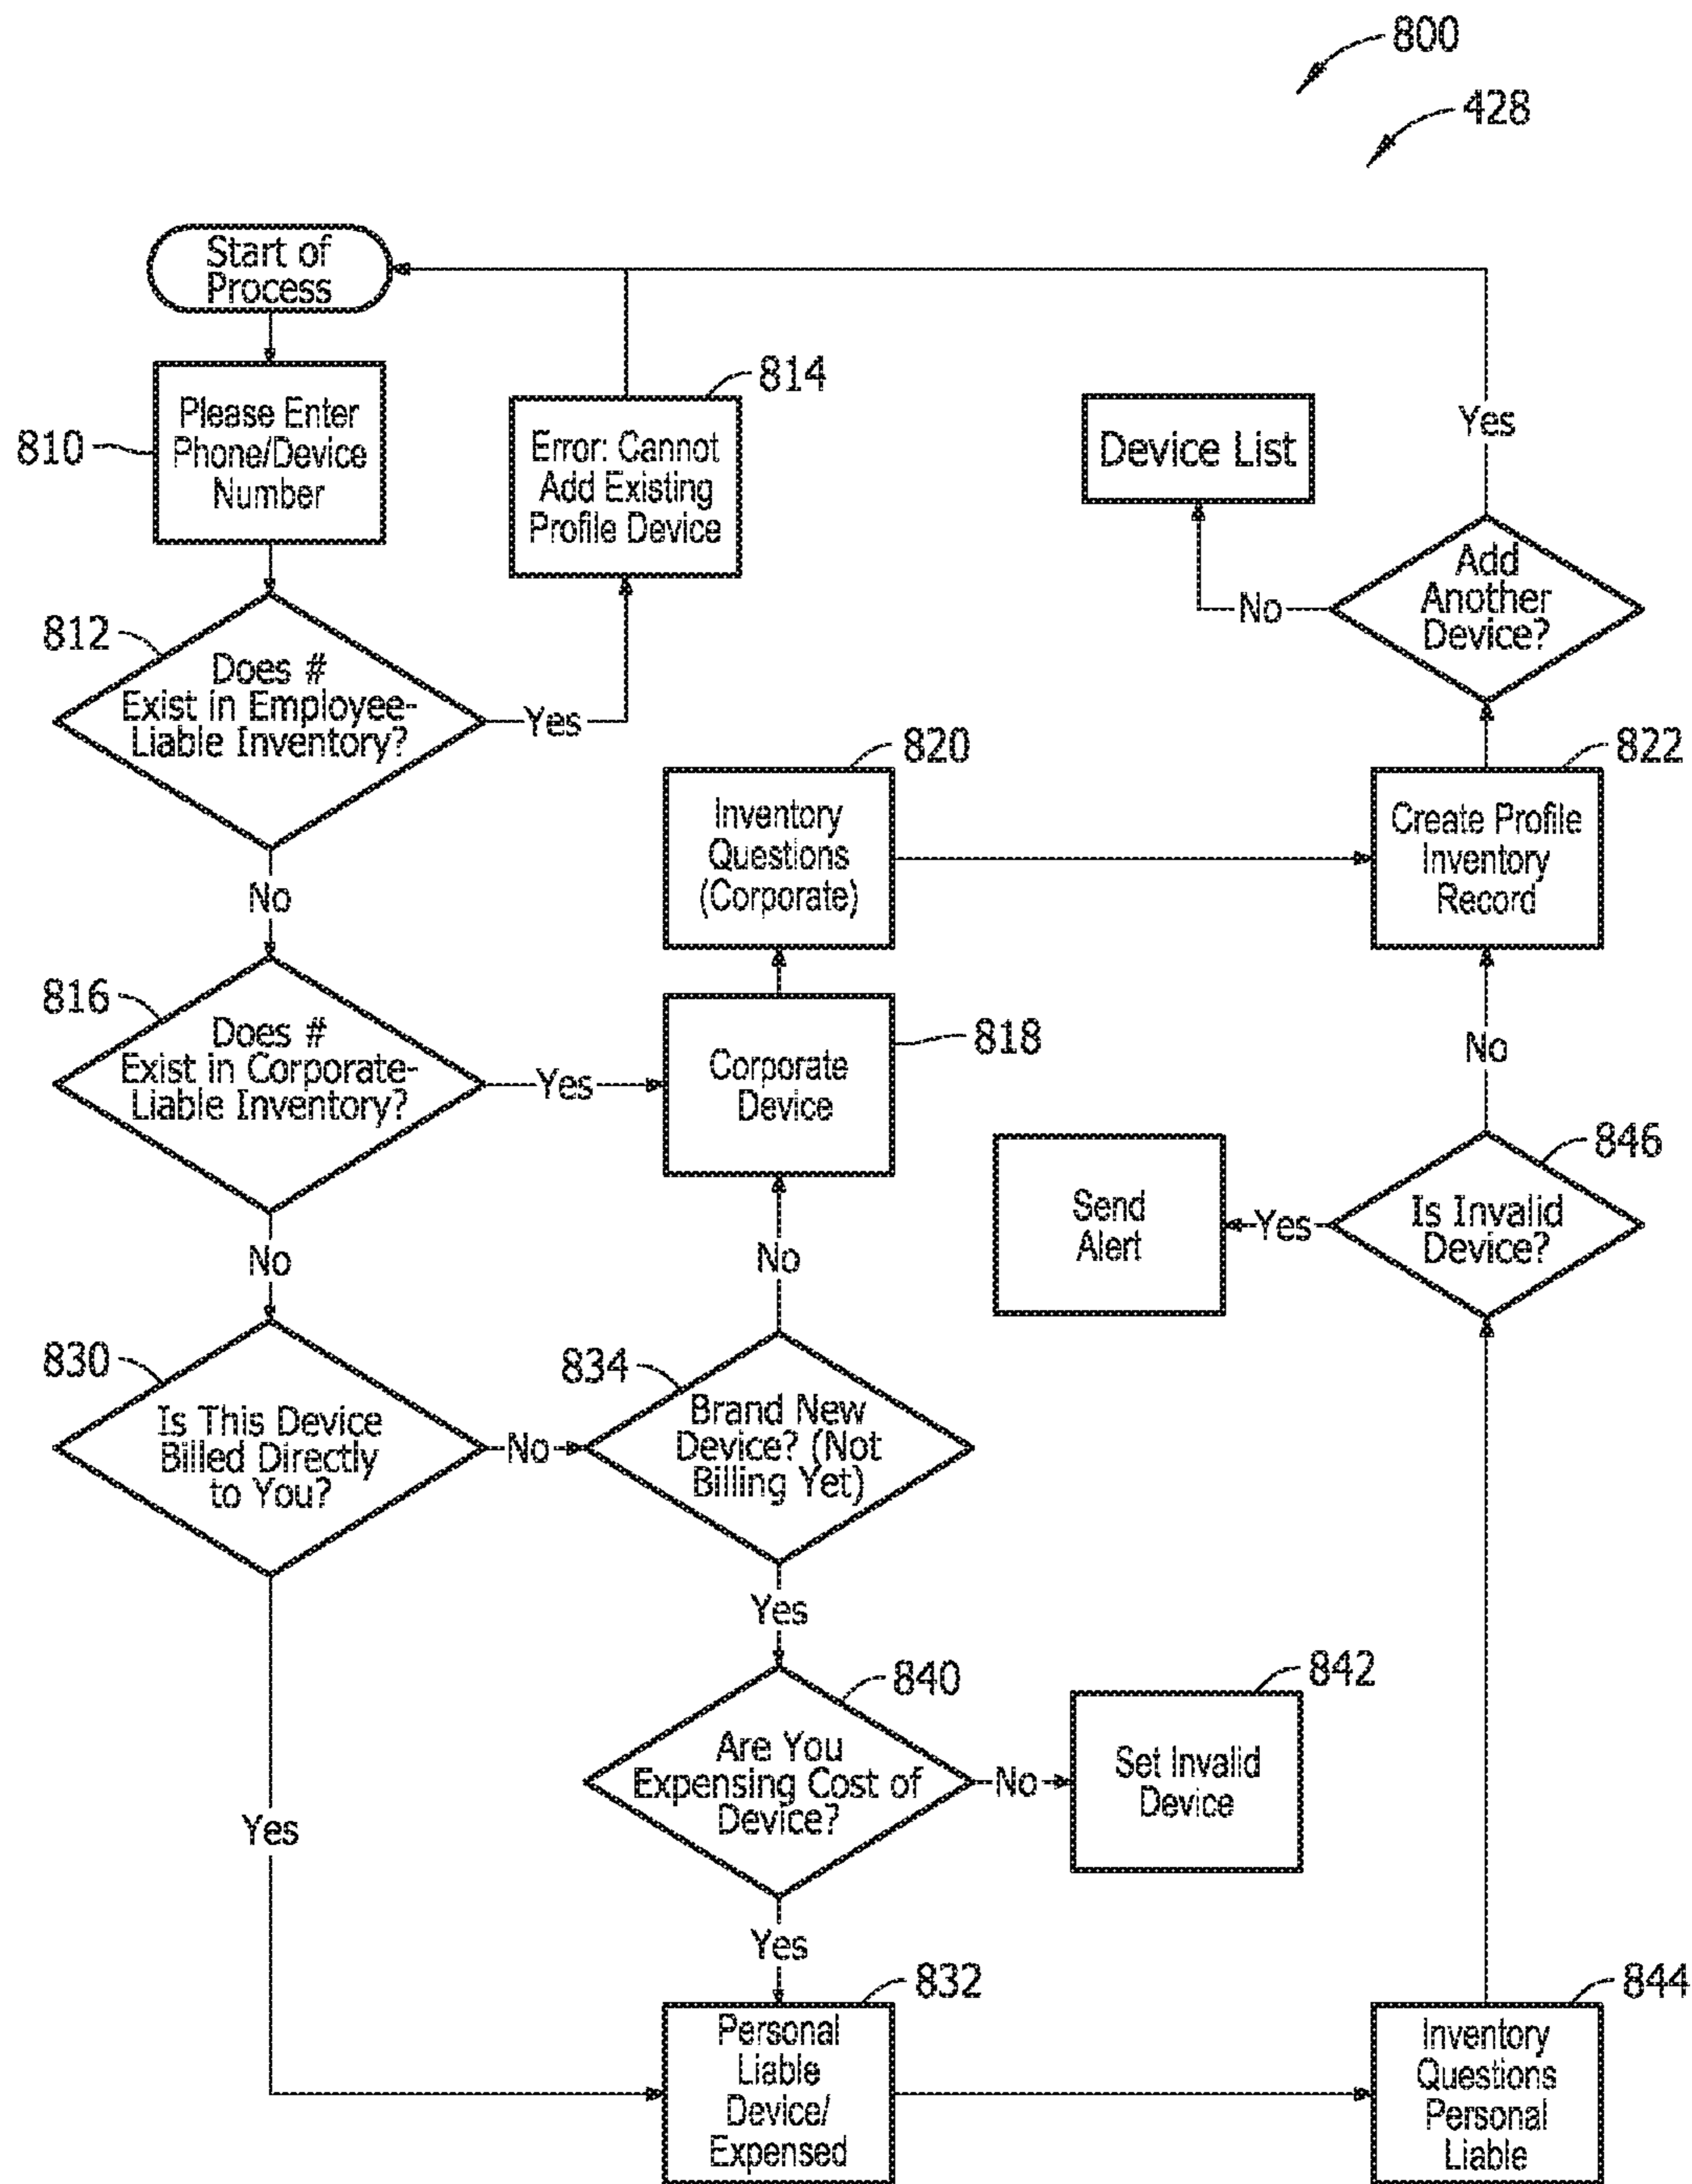 800
428
Start of
Process
810
Please Enter
Phone/Device
Number
814
Error: Cannot
Add Existing
Profile Device
Device List
Yes
Add
Another
Device?
No
812
Does #
Exist in Employee-
Liable Inventory?
Yes
No
820
Inventory
Questions
(Corporate)
822
Create Profile
Inventory
Record
816
Does #
Exist in Corporate-
Liable Inventory?
Yes
818
Corporate
Device
No
No
No
846
Is Invalid
Device?
Yes
Send
Alert
830
Is This Device
Billed Directly
to You?
No
834
Brand New
Device? (Not
Billing Yet)
Yes
840
Are You
Expensing Cost of
Device?
No
842
Set Invalid
Device
Yes
Yes
832
Personal
Liable
Device/
Expensed
844
Inventory
Questions
Personal
Liable